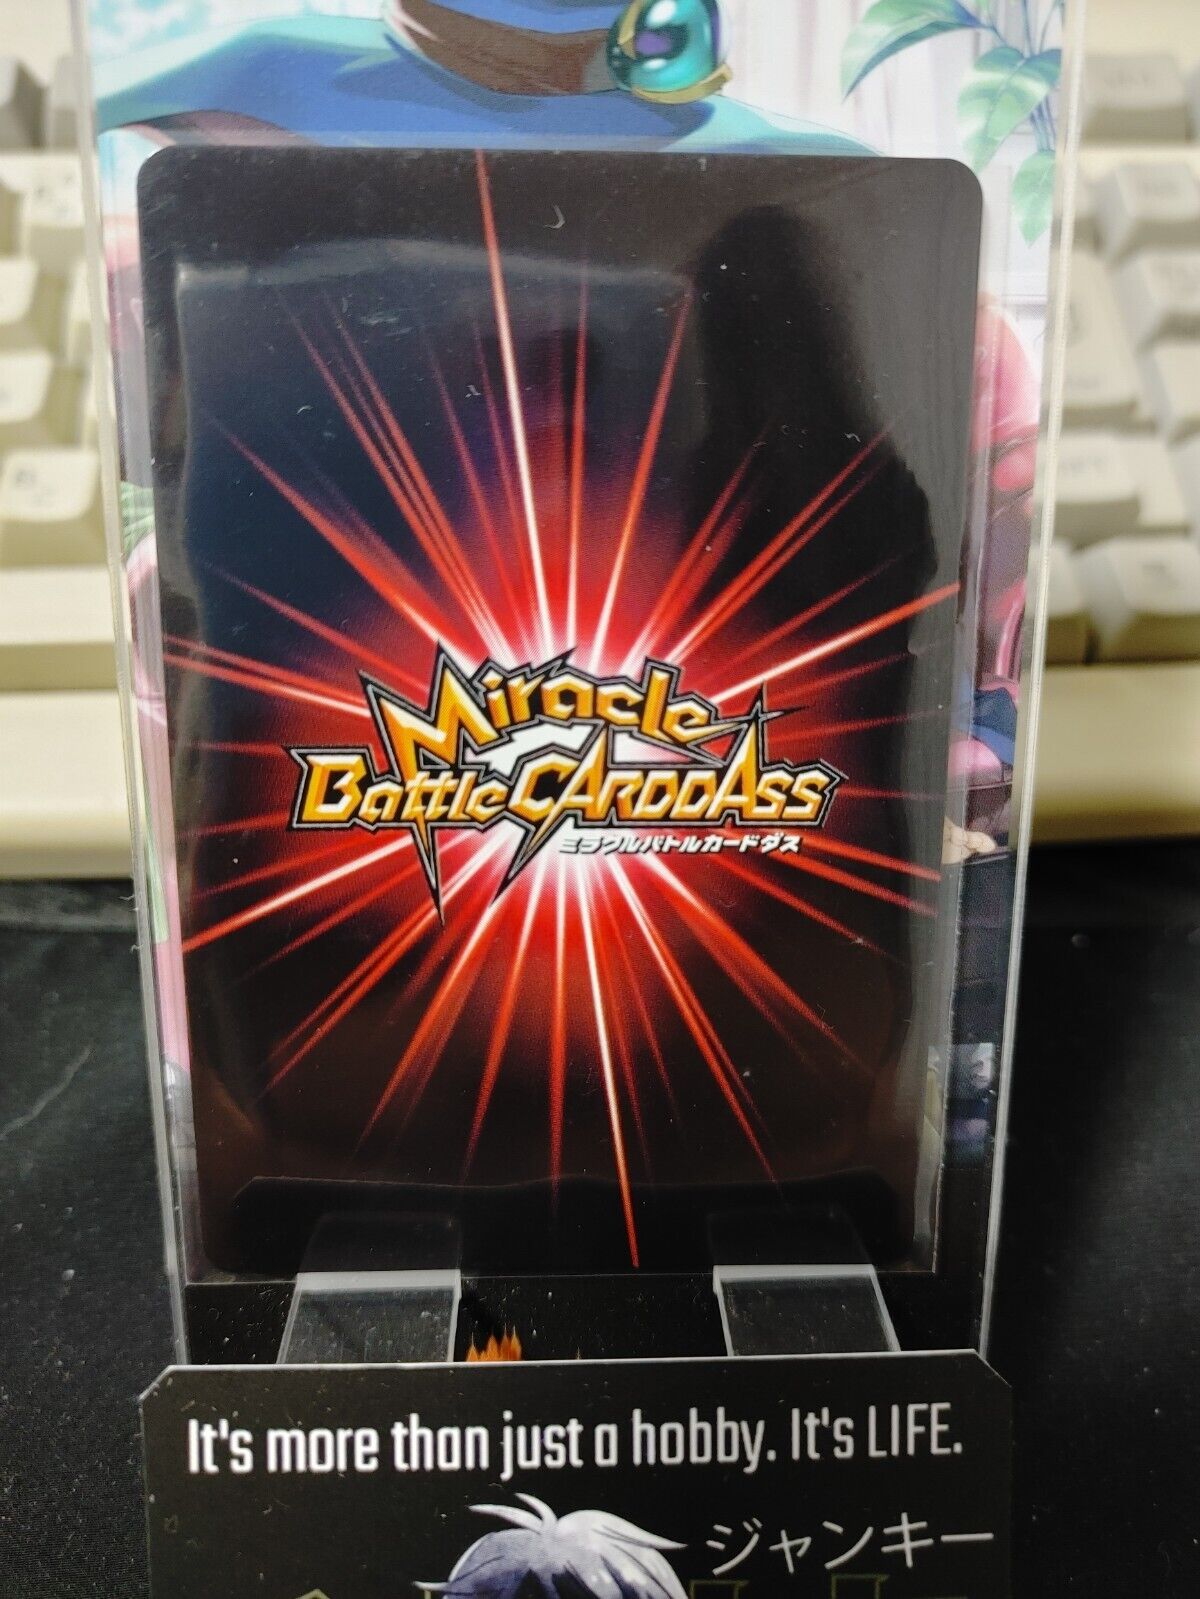 Miracle
Battle CARDDASS
ミラクルバトルカードダス
It's more than just a hobby. It's LIFE.
ジャンキー